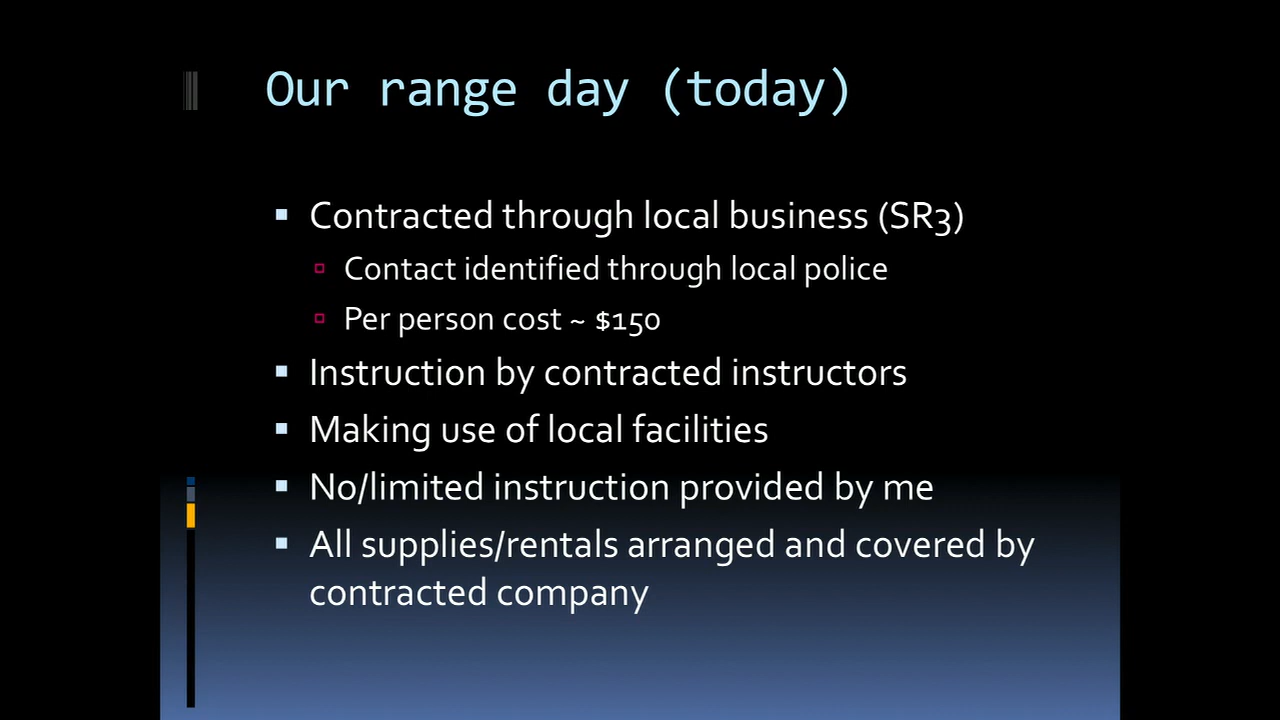 Our range day (today)
Contracted through local business (SR3)
Contact identified through local police
Per person cost ~ $150
Instruction by contracted instructors
Making use of local facilities
No/limited instruction provided by me
All supplies/rentals arranged and covered by
contracted company